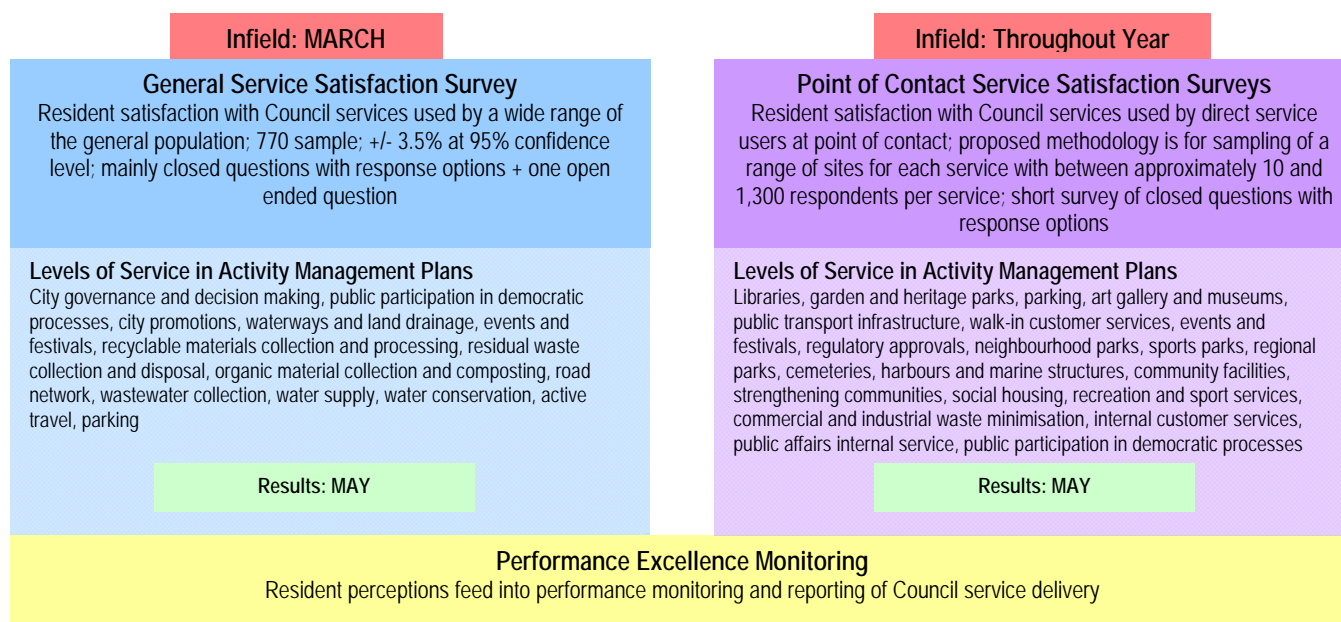 Infield: MARCH
General Service Satisfaction Survey
Resident satisfaction with Council services used by a wide range of
the general population; 770 sample; +/- 3.5% at 95% confidence
level; mainly closed questions with response options + one open
ended question
Levels of Service in Activity Management Plans
City governance and decision making, public participation in democratic
processes, city promotions, waterways and land drainage, events and
festivals, recyclable materials collection and processing, residual waste
collection and disposal, organic material collection and composting, road
network, wastewater collection, water supply, water conservation, active
travel, parking
Results: MAY
Infield: Throughout Year
Point of Contact Service Satisfaction Surveys
Resident satisfaction with Council services used by direct service
users at point of contact; proposed methodology is for sampling of a
range of sites for each service with between approximately 10 and
1,300 respondents per service; short survey of closed questions with
response options
Levels of Service in Activity Management Plans
Libraries, garden and heritage parks, parking, art gallery and museums,
public transport infrastructure, walk-in customer services, events and
festivals, regulatory approvals, neighbourhood parks, sports parks, regional
parks, cemeteries, harbours and marine structures, community facilities,
strengthening communities, social housing, recreation and sport services,
commercial and industrial waste minimisation, internal customer services,
public affairs internal service, public participation in democratic processes
Results: MAY
Performance Excellence Monitoring
Resident perceptions feed into performance monitoring and reporting of Council service delivery